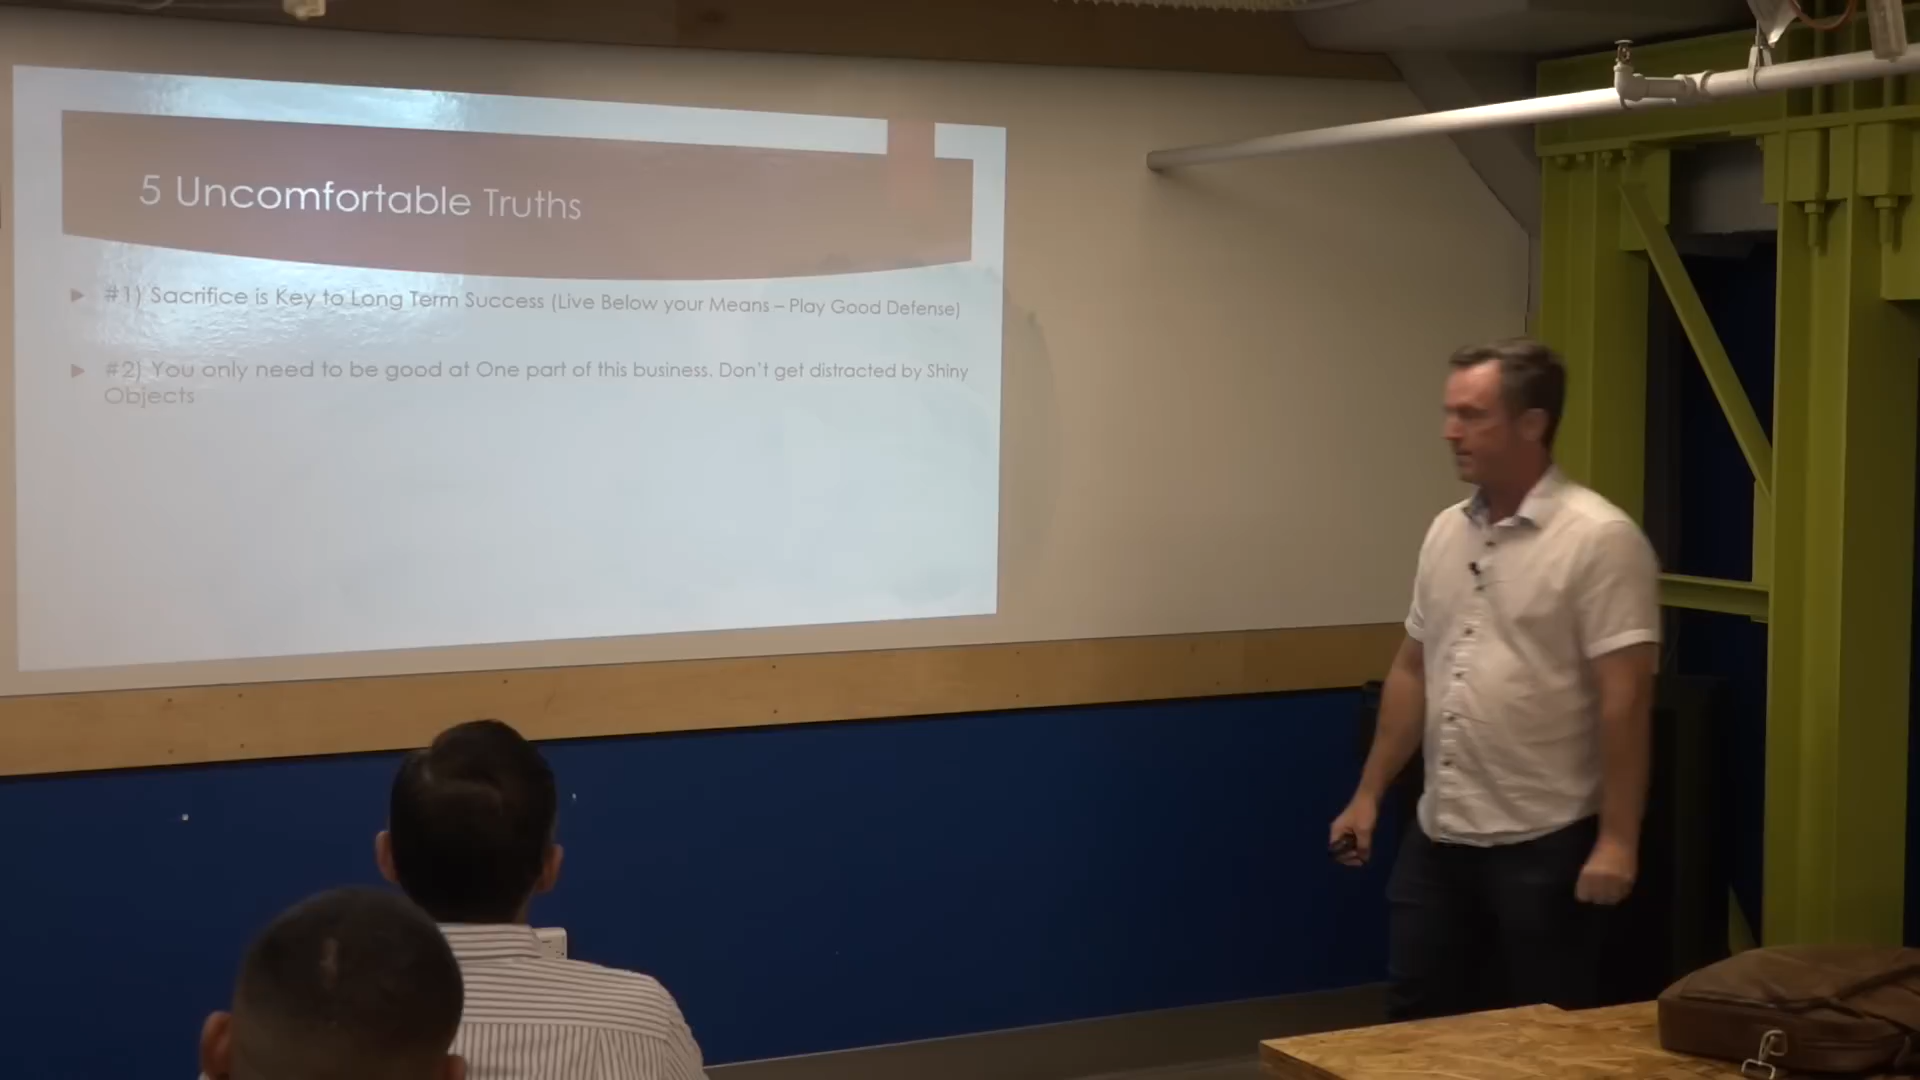 5 Uncomfortable Truths
#1) Sacrifice is Key to Long Term Success (Live Below your Means – Play Good Defense)
#2) You only need to be good at One part of this business. Don't get distracted by Shiny
Objects